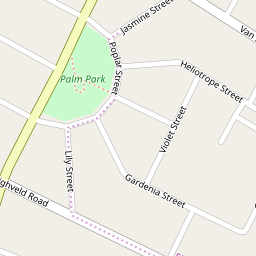 Jasmine Street
Van
Poplar Street
Palm Park
Heliotrope Street
Violet Street
Lily Street
Gardenia Street
ghveld Road